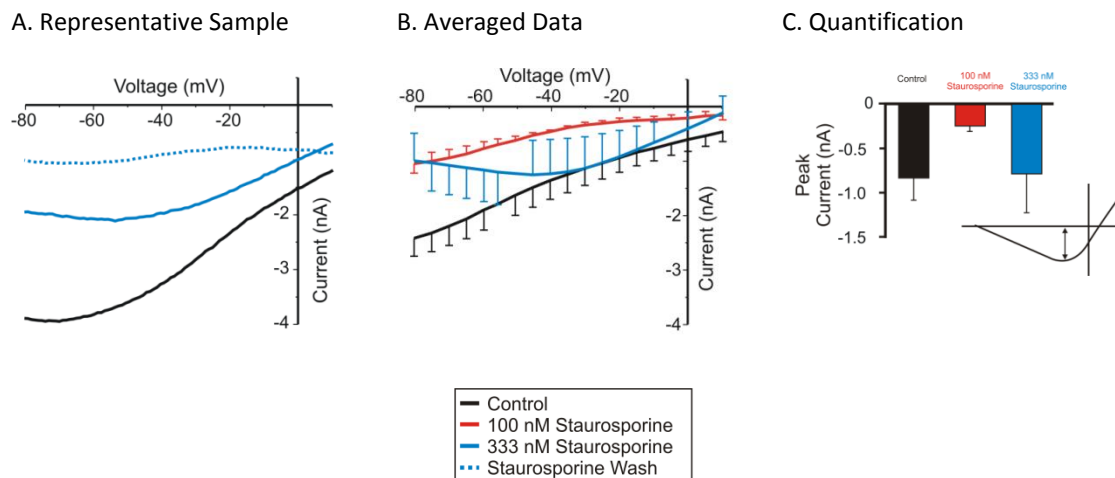 A. Representative Sample
B. Averaged Data
C. Quantification
Voltage (mV)
-80 -60 -40 -20
-2
-3
-4
Current (nA)
Voltage (mV)
-80 -60 -40 -20
-2
-3
-4
Current (nA)
Control
100 nM
Staurosporine
333 nM
Staurosporine
0
-0.5
-1.0
-1.5
Peak
Current (nA)
Control
100 nM Staurosporine
333 nM Staurosporine
Staurosporine Wash